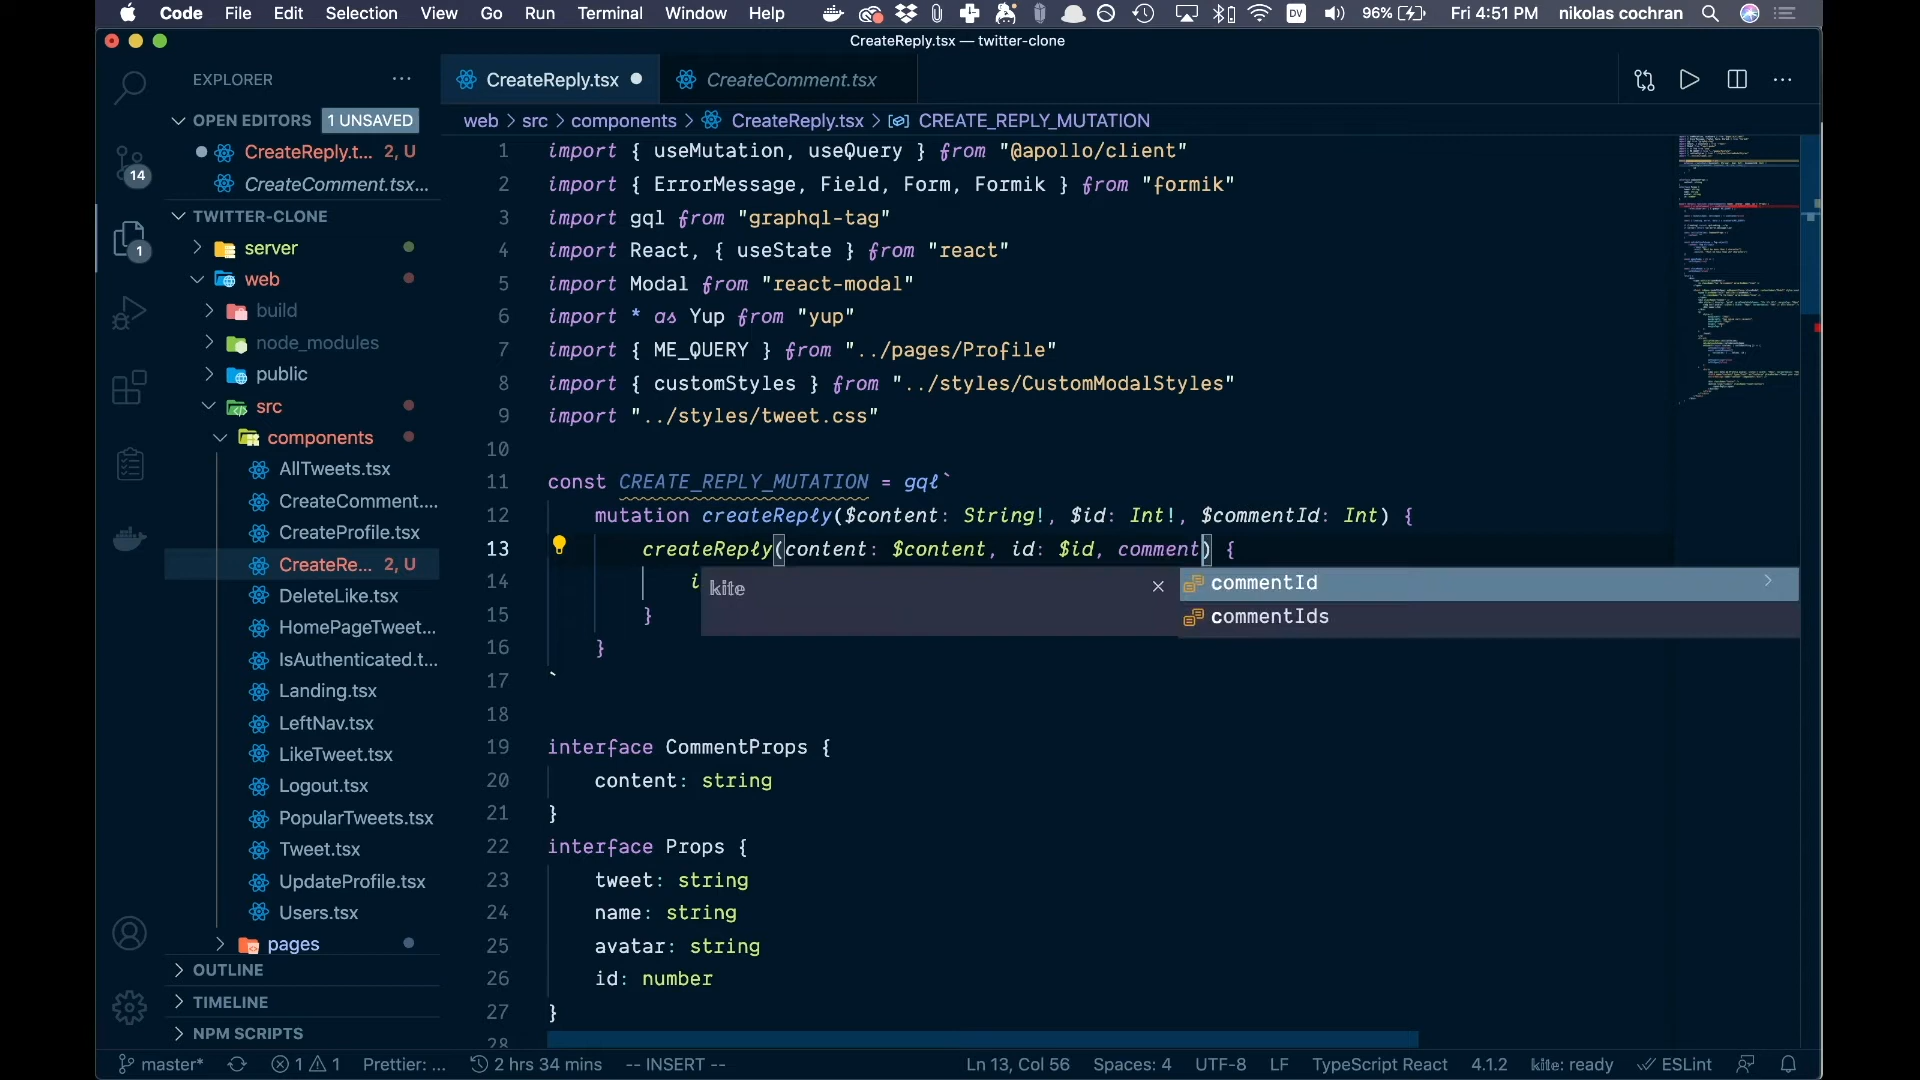 Code File Edit Selection View Go Run Terminal Window Help DV 96% Fri 4:51 PM nikolas cochran
CreateReply.tsx — twitter-clone
EXPLORER
CreateReply.tsx
CreateComment.tsx
OPEN EDITORS 1 UNSAVED
CreateReply.t... 2, U
CreateComment.tsx...
TWITTER-CLONE
server
web
build
node_modules
public
src
components
AllTweets.tsx
CreateComment....
CreateProfile.tsx
CreateRe... 2, U
DeleteLike.tsx
HomePageTweet...
IsAuthenticated.t...
Landing.tsx
LeftNav.tsx
LikeTweet.tsx
Logout.tsx
PopularTweets.tsx
Tweet.tsx
UpdateProfile.tsx
Users.tsx
pages
OUTLINE
TIMELINE
NPM SCRIPTS
14
1
web > src > components > CreateReply.tsx > CREATE_REPLY_MUTATION
1 import { useMutation, useQuery } from "@apollo/client"
2 import { ErrorMessage, Field, Form, Formik } from "formik"
3 import gql from "graphql-tag"
4 import React, { useState } from "react"
5 import Modal from "react-modal"
6 import * as Yup from "yup"
7 import { ME_QUERY } from "../pages/Profile"
8 import { customStyles } from "../styles/CustomModalStyles"
9 import "../styles/tweet.css"
10
11 const CREATE_REPLY_MUTATION = gql`
12 mutation createReply($content: String!, $id: Int!, $commentId: Int) {
13 createReply(content: $content, id: $id, comment) {
14 i
kite
commentId
commentIds
15 }
16 }
17 `
18
19 interface CommentProps {
20 content: string
21 }
22 interface Props {
23 tweet: string
24 name: string
25 avatar: string
26 id: number
27 }
28
master* 1 1 Prettier: ... 2 hrs 34 mins -- INSERT -- Ln 13, Col 56 Spaces: 4 UTF-8 LF TypeScript React 4.1.2 kite: ready ESLint